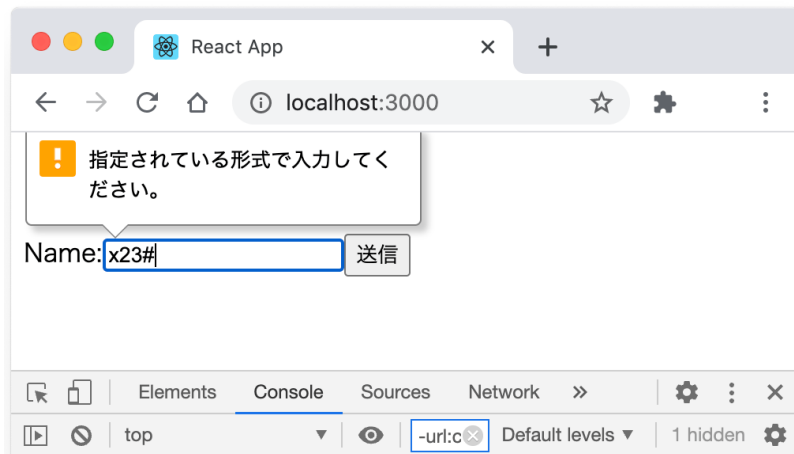 React App
localhost:3000
指定されている形式で入力してく
ださい。
Name: x23# 送信
Elements Console Sources Network
top -url:c Default levels ▼ 1 hidden